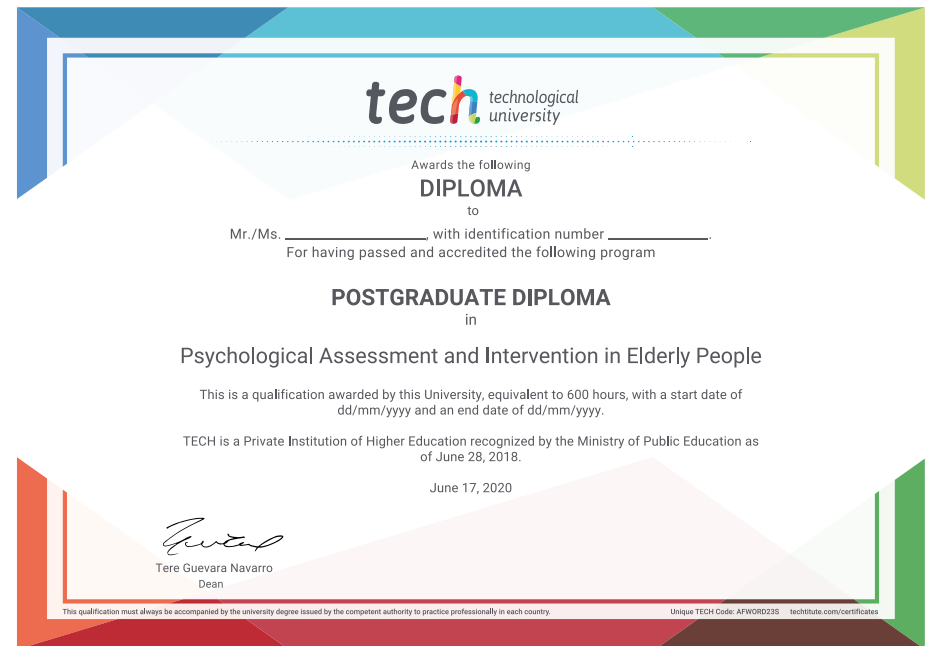 tech technological
university
Awards the following
DIPLOMA
to
Mr./Ms. ____________________, with identification number ______________.
For having passed and accredited the following program
POSTGRADUATE DIPLOMA
in
Psychological Assessment and Intervention in Elderly People
This is a qualification awarded by this University, equivalent to 600 hours, with a start date of
dd/mm/yyyy and an end date of dd/mm/yyyy.
TECH is a Private Institution of Higher Education recognized by the Ministry of Public Education as
of June 28, 2018.
June 17, 2020
Tere Guevara Navarro
Dean
This qualification must always be accompanied by the university degree issued by the competent authority to practice professionally in each country. Unique TECH Code: AFWORD23S techtitute.com/certificates